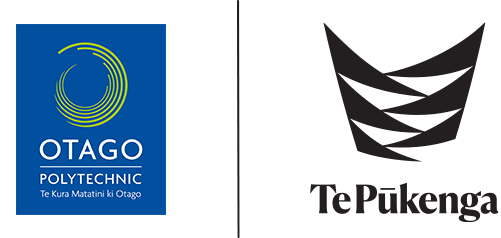 OTAGO
POLYTECHNIC
Te Kura Matatini ki Otago
Te Pūkenga